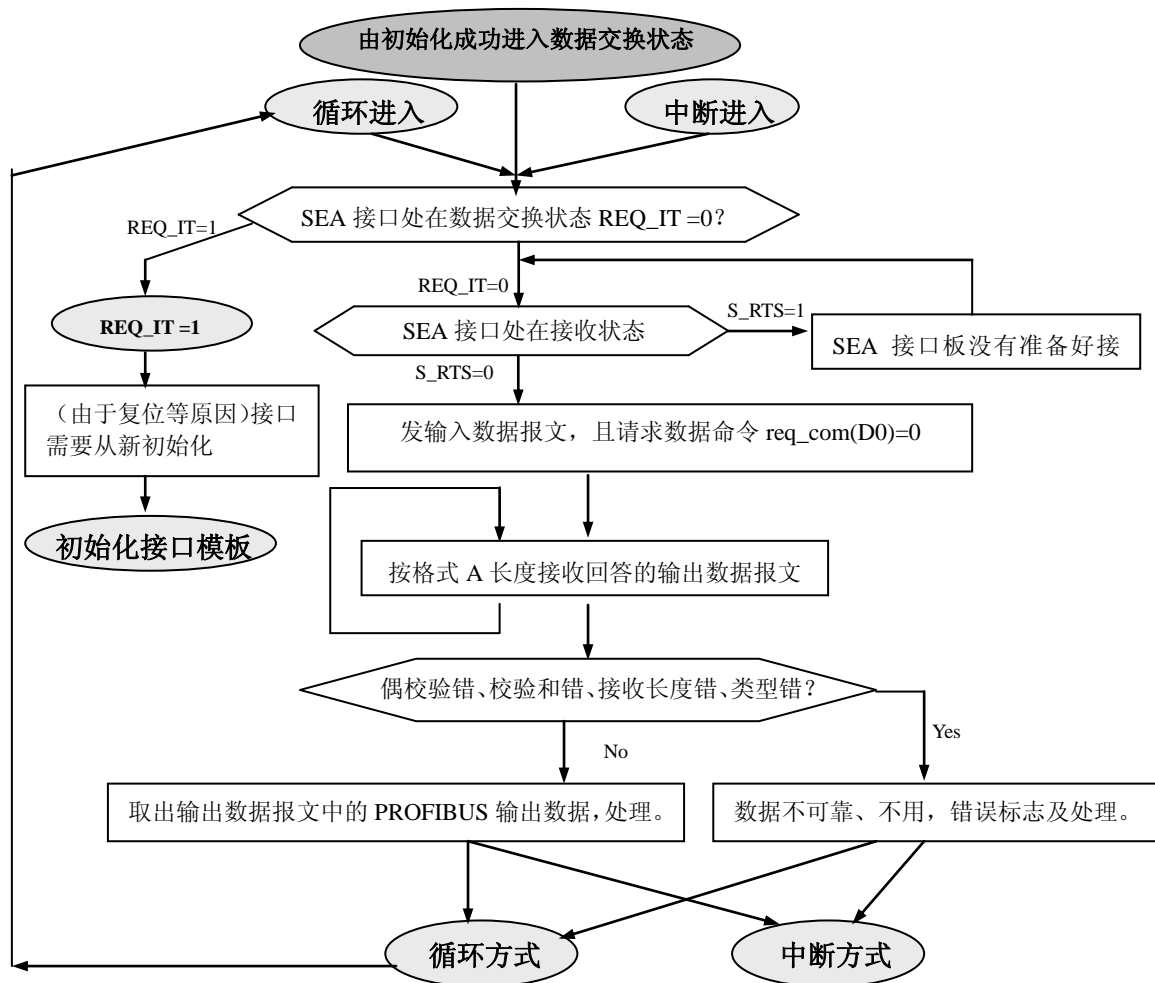 由初始化成功进入数据交换状态
循环进入
中断进入
SEA 接口处在数据交换状态 REQ_IT =0?
REQ_IT=1
REQ_IT=0
REQ_IT =1
SEA 接口处在接收状态
S_RTS=1
SEA 接口板没有准备好接
S_RTS=0
（由于复位等原因)接口
需要从新初始化
发输入数据报文，且请求数据命令 req_com(D0)=0
初始化接口模板
按格式 A 长度接收回答的输出数据报文
偶校验错、校验和错、接收长度错、类型错？
No
Yes
取出输出数据报文中的 PROFIBUS 输出数据，处理。
数据不可靠、不用，错误标志及处理。
循环方式
中断方式